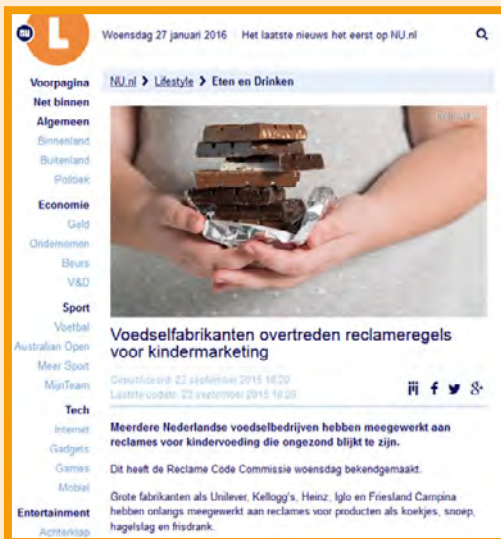 NU L
Woensdag 27 januari 2016 Het laatste nieuws het eerst op NU.nl
Voorpagina
Net binnen
Algemeen
Binnenland
Buitenland
Politiek
Economie
Geld
Ondernemen
Beurs
V&D
Sport
Voetbal
Australian Open
Meer Sport
MijnTeam
Tech
Internet
Gadgets
Games
Mobiel
Entertainment
Achterklap
NU.nl > Lifestyle > Eten en Drinken
Voedselfabrikanten overtreden reclameregels
voor kindermarketing
Gepubliceerd: 23 september 2015 18:20
Laatste update: 23 september 2015
Meerdere Nederlandse voedselbedrijven hebben meegewerkt aan
reclames voor kindervoeding die ongezond blijkt te zijn.
Dit heeft de Reclame Code Commissie woensdag bekendgemaakt.
Grote fabrikanten als Unilever, Kellogg's, Heinz, Iglo en Friesland Campina
hebben onlangs meegewerkt aan reclames voor producten als koekjes, snoep,
hagelslag en frisdrank.